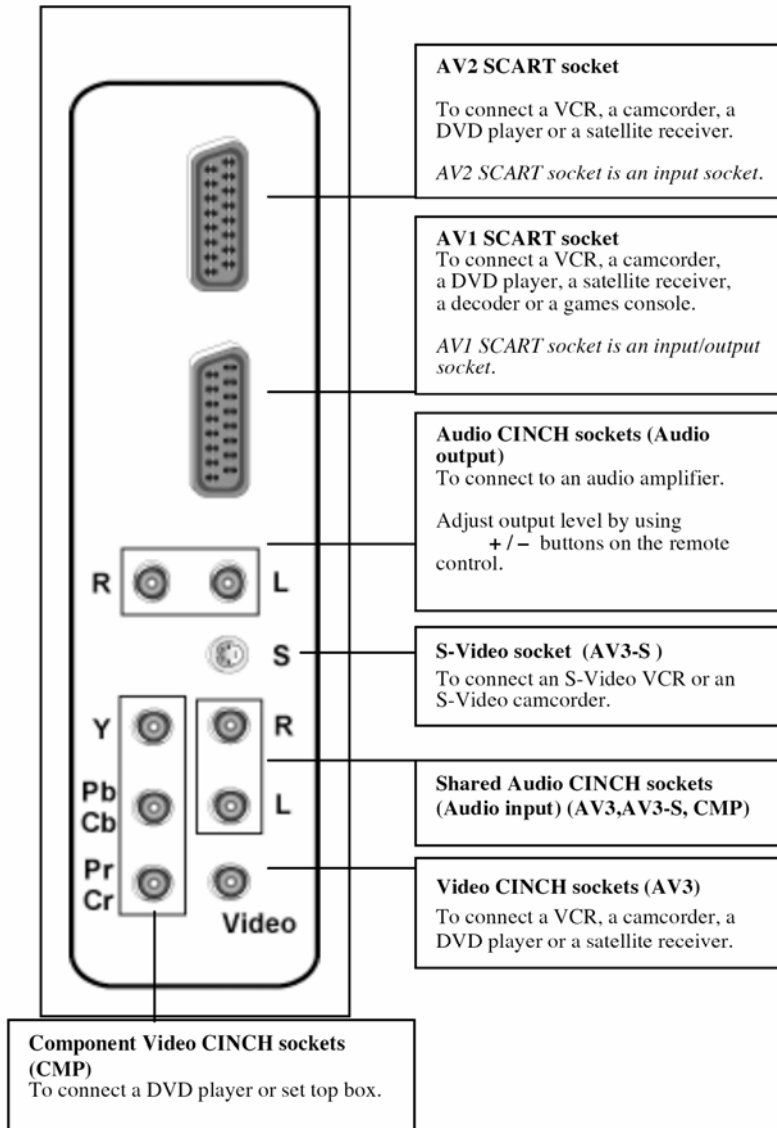 AV2 SCART socket
To connect a VCR, a camcorder, a
DVD player or a satellite receiver.
AV2 SCART socket is an input socket.
AV1 SCART socket
To connect a VCR, a camcorder,
a DVD player, a satellite receiver,
a decoder or a games console.
AV1 SCART socket is an input/output
socket.
Audio CINCH sockets (Audio
output)
To connect to an audio amplifier.
Adjust output level by using
+ / – buttons on the remote
control.
R
L
S
S-Video socket (AV3-S )
To connect an S-Video VCR or an
S-Video camcorder.
Y
R
Pb
Cb
L
Shared Audio CINCH sockets
(Audio input) (AV3,AV3-S, CMP)
Pr
Cr
Video
Video CINCH sockets (AV3)
To connect a VCR, a camcorder, a
DVD player or a satellite receiver.
Component Video CINCH sockets
(CMP)
To connect a DVD player or set top box.